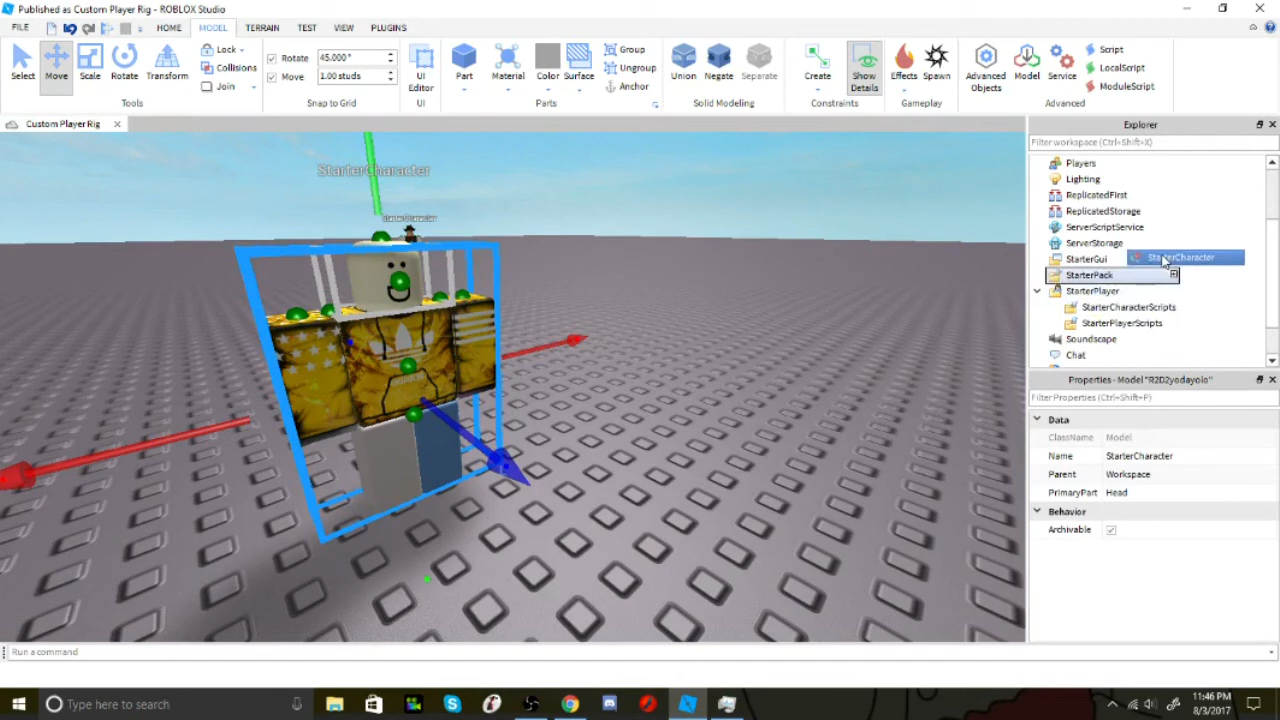 Published as Custom Player Rig - ROBLOX Studio
FILE HOME MODEL TERRAIN TEST VIEW PLUGINS
Select Move Scale Rotate Transform
Lock
Collisions
Join
Tools
Rotate 45.000°
Move 1.00 studs
Snap to Grid
UI Editor
UI
Part Material Color Surface
Group
Ungroup
Anchor
Parts
Union Negate Separate
Solid Modeling
Create Show Details
Constraints
Effects Spawn
Gameplay
Advanced Objects Model Service
Script
LocalScript
ModuleScript
Advanced
Custom Player Rig
StarterCharacter
StarterCharacter
Explorer
Filter workspace (Ctrl+Shift+X)
Players
Lighting
ReplicatedFirst
ReplicatedStorage
ServerScriptService
ServerStorage
StarterGui
StarterCharacter
StarterPack
StarterPlayer
StarterCharacterScripts
StarterPlayerScripts
Soundscape
Chat
Properties - Model "R2D2yodayolo"
Filter Properties (Ctrl+Shift+P)
Data
ClassName Model
Name StarterCharacter
Parent Workspace
PrimaryPart Head
Behavior
Archivable
Run a command
Type here to search
11:46 PM
8/3/2017